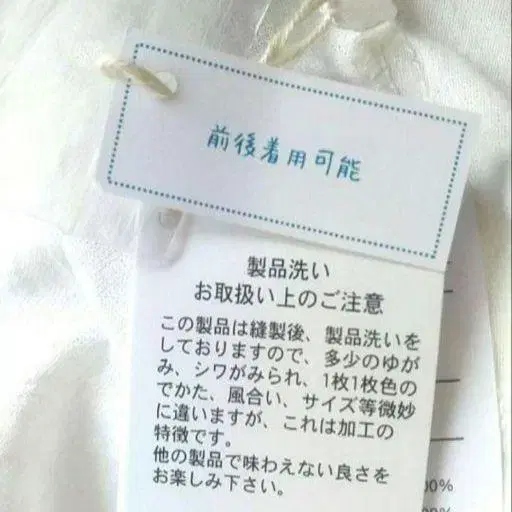 前後着用可能
製品洗い
お取扱い上のご注意
この製品は縫製後、製品洗いを
しておりますので、多少のゆが
み、シワがみられ、1枚1枚色の
でかた、風合い、サイズ等微妙
に違いますが、これは加工の
特徴です。
他の製品で味わえない良さを
お楽しみ下さい。
00%